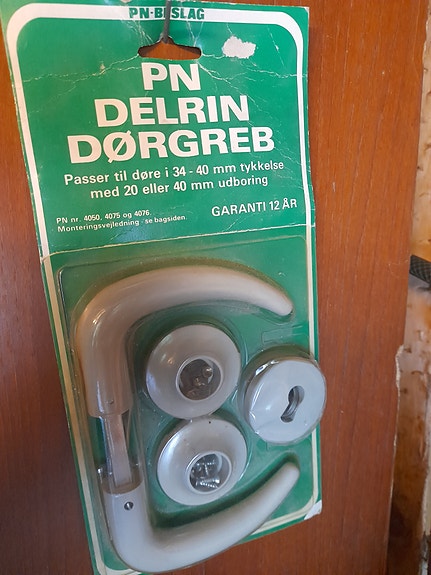 PN-BESLAG
PN
DELRIN
DØRGREB
Passer til døre i 34 - 40 mm tykkelse
med 20 eller 40 mm udboring
PN nr. 4050, 4075 og 4076.
Monteringsvejledning - se bagsiden.
GARANTI 12 ÅR